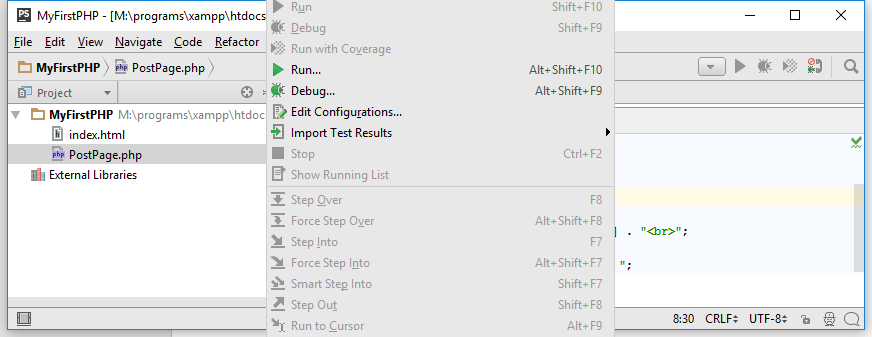 PS MyFirstPHP - [M:\programs\xampp\htdocs
File Edit View Navigate Code Refactor
MyFirstPHP PostPage.php
Project
MyFirstPHP M:\programs\xampp\htdoc
index.html
PostPage.php
External Libraries
Run Shift+F10
Debug Shift+F9
Run with Coverage
Run... Alt+Shift+F10
Debug... Alt+Shift+F9
Edit Configurations...
Import Test Results
Stop Ctrl+F2
Show Running List
Step Over F8
Force Step Over Alt+Shift+F8
Step Into F7
Force Step Into Alt+Shift+F7
Smart Step Into Shift+F7
Step Out Shift+F8
Run to Cursor Alt+F9
] . "<br>";
";
8:30 CRLF UTF-8